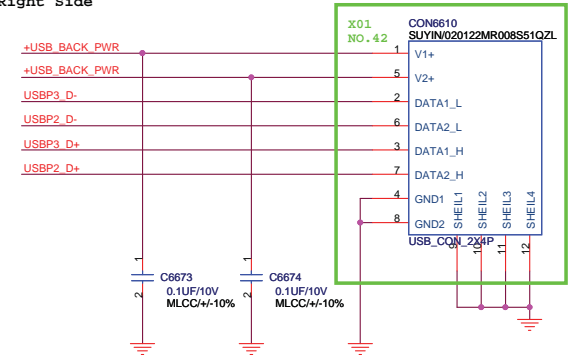 Right Side
X01
NO.42
CON6610
SUYIN/020122MR008S51QZL
+USB_BACK_PWR 1 V1+
+USB_BACK_PWR 5 V2+
USBP3_D- 2 DATA1_L
USBP2_D- 6 DATA2_L
USBP3_D+ 3 DATA1_H
USBP2_D+ 7 DATA2_H
4 GND1
8 GND2
SHEIL1
SHEIL2
SHEIL3
SHEIL4
USB_CON_2X4P
9
10
11
12
1
C6673
0.1UF/10V
MLCC/+/-10%
2
1
C6674
0.1UF/10V
MLCC/+/-10%
2